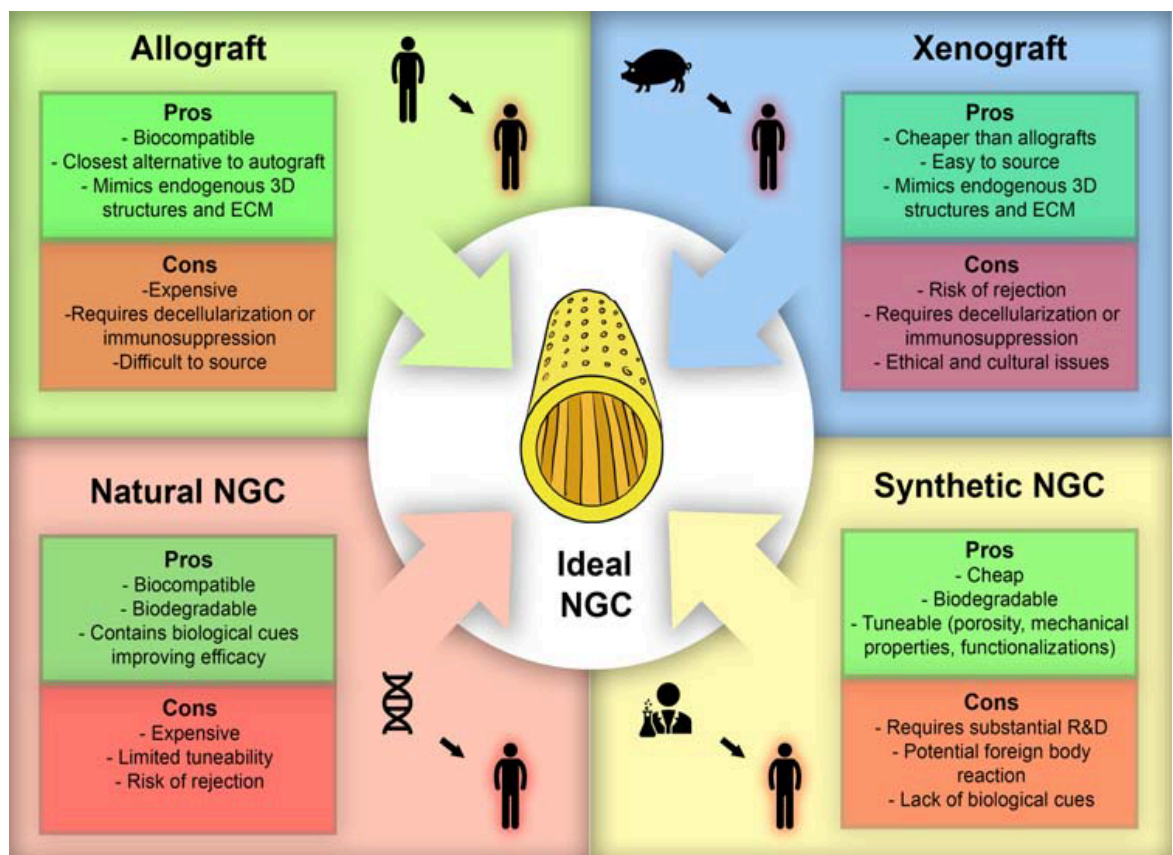 Allograft
Pros
- Biocompatible
- Closest alternative to autograft
- Mimics endogenous 3D
structures and ECM
Cons
-Expensive
-Requires decellularization or
immunosuppression
-Difficult to source
Xenograft
Pros
- Cheaper than allografts
- Easy to source
- Mimics endogenous 3D
structures and ECM
Cons
- Risk of rejection
- Requires decellularization or
immunosuppression
- Ethical and cultural issues
Ideal
NGC
Natural NGC
Pros
- Biocompatible
- Biodegradable
- Contains biological cues
improving efficacy
Cons
- Expensive
- Limited tuneability
- Risk of rejection
Synthetic NGC
Pros
- Cheap
- Biodegradable
- Tuneable (porosity, mechanical
properties, functionalizations)
Cons
- Requires substantial R&D
- Potential foreign body
reaction
- Lack of biological cues